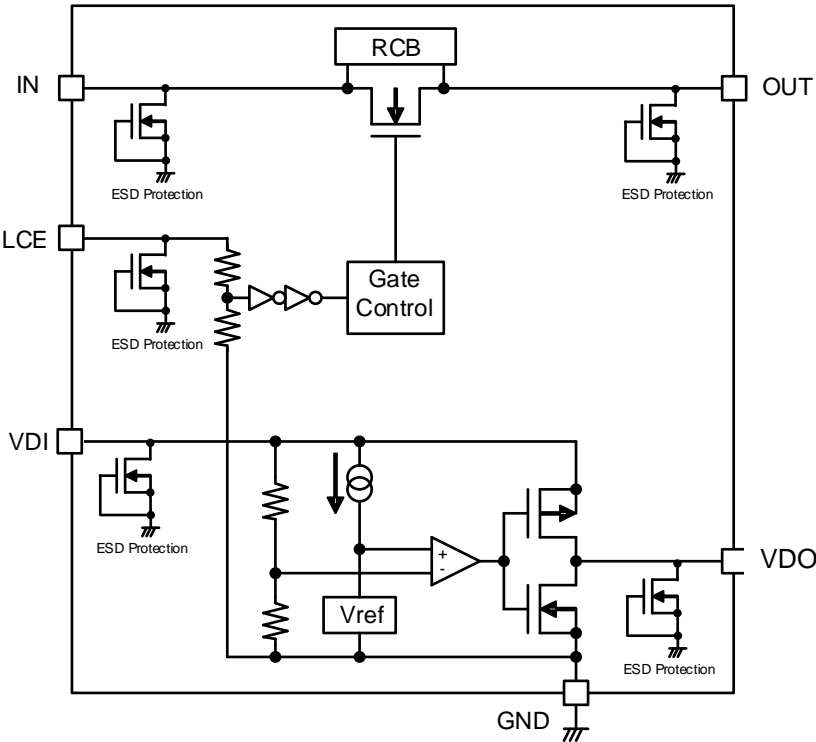 RCB
IN
OUT
ESD Protection
ESD Protection
LCE
Gate
Control
ESD Protection
VDI
ESD Protection
+
-
VDO
Vref
ESD Protection
GND